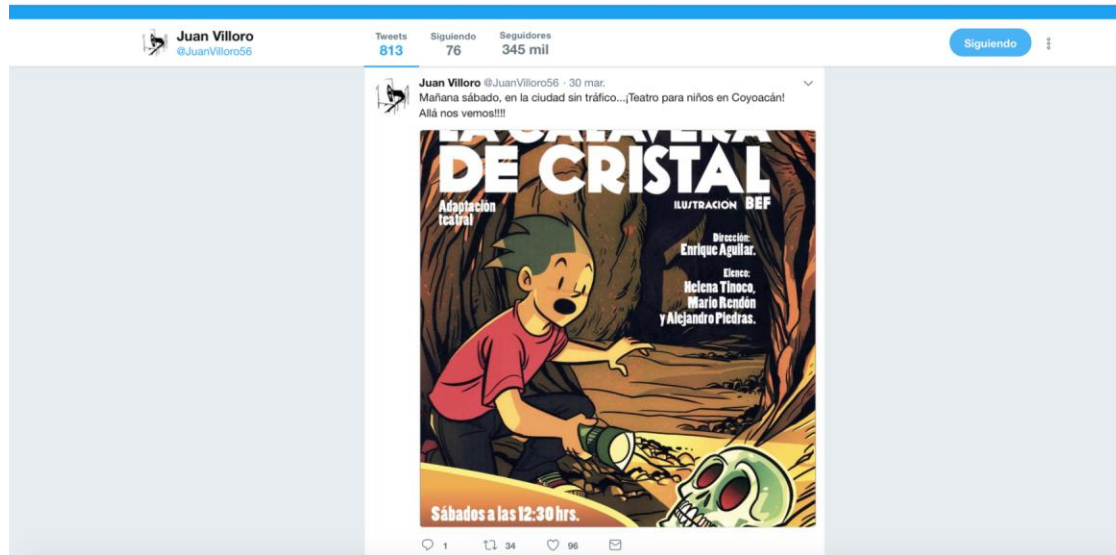 Juan Villoro
@JuanVilloro56
Tweets
813
Siguiendo
76
Seguidores
345 mil
Siguiendo
Juan Villoro @JuanVilloro56 · 30 mar.
Mañana sábado, en la ciudad sin tráfico...¡Teatro para niños en Coyoacán!
Allá nos vemos!!!!
LA CALAVERA
DE CRISTAL
Adaptación
teatral
ILUSTRACION BEF
Dirección:
Enrique Aguilar.
Elenco:
Helena Tinoco,
Mario Rendón
y Alejandro Piedras.
Sábados a las 12:30 hrs.
1
34
96